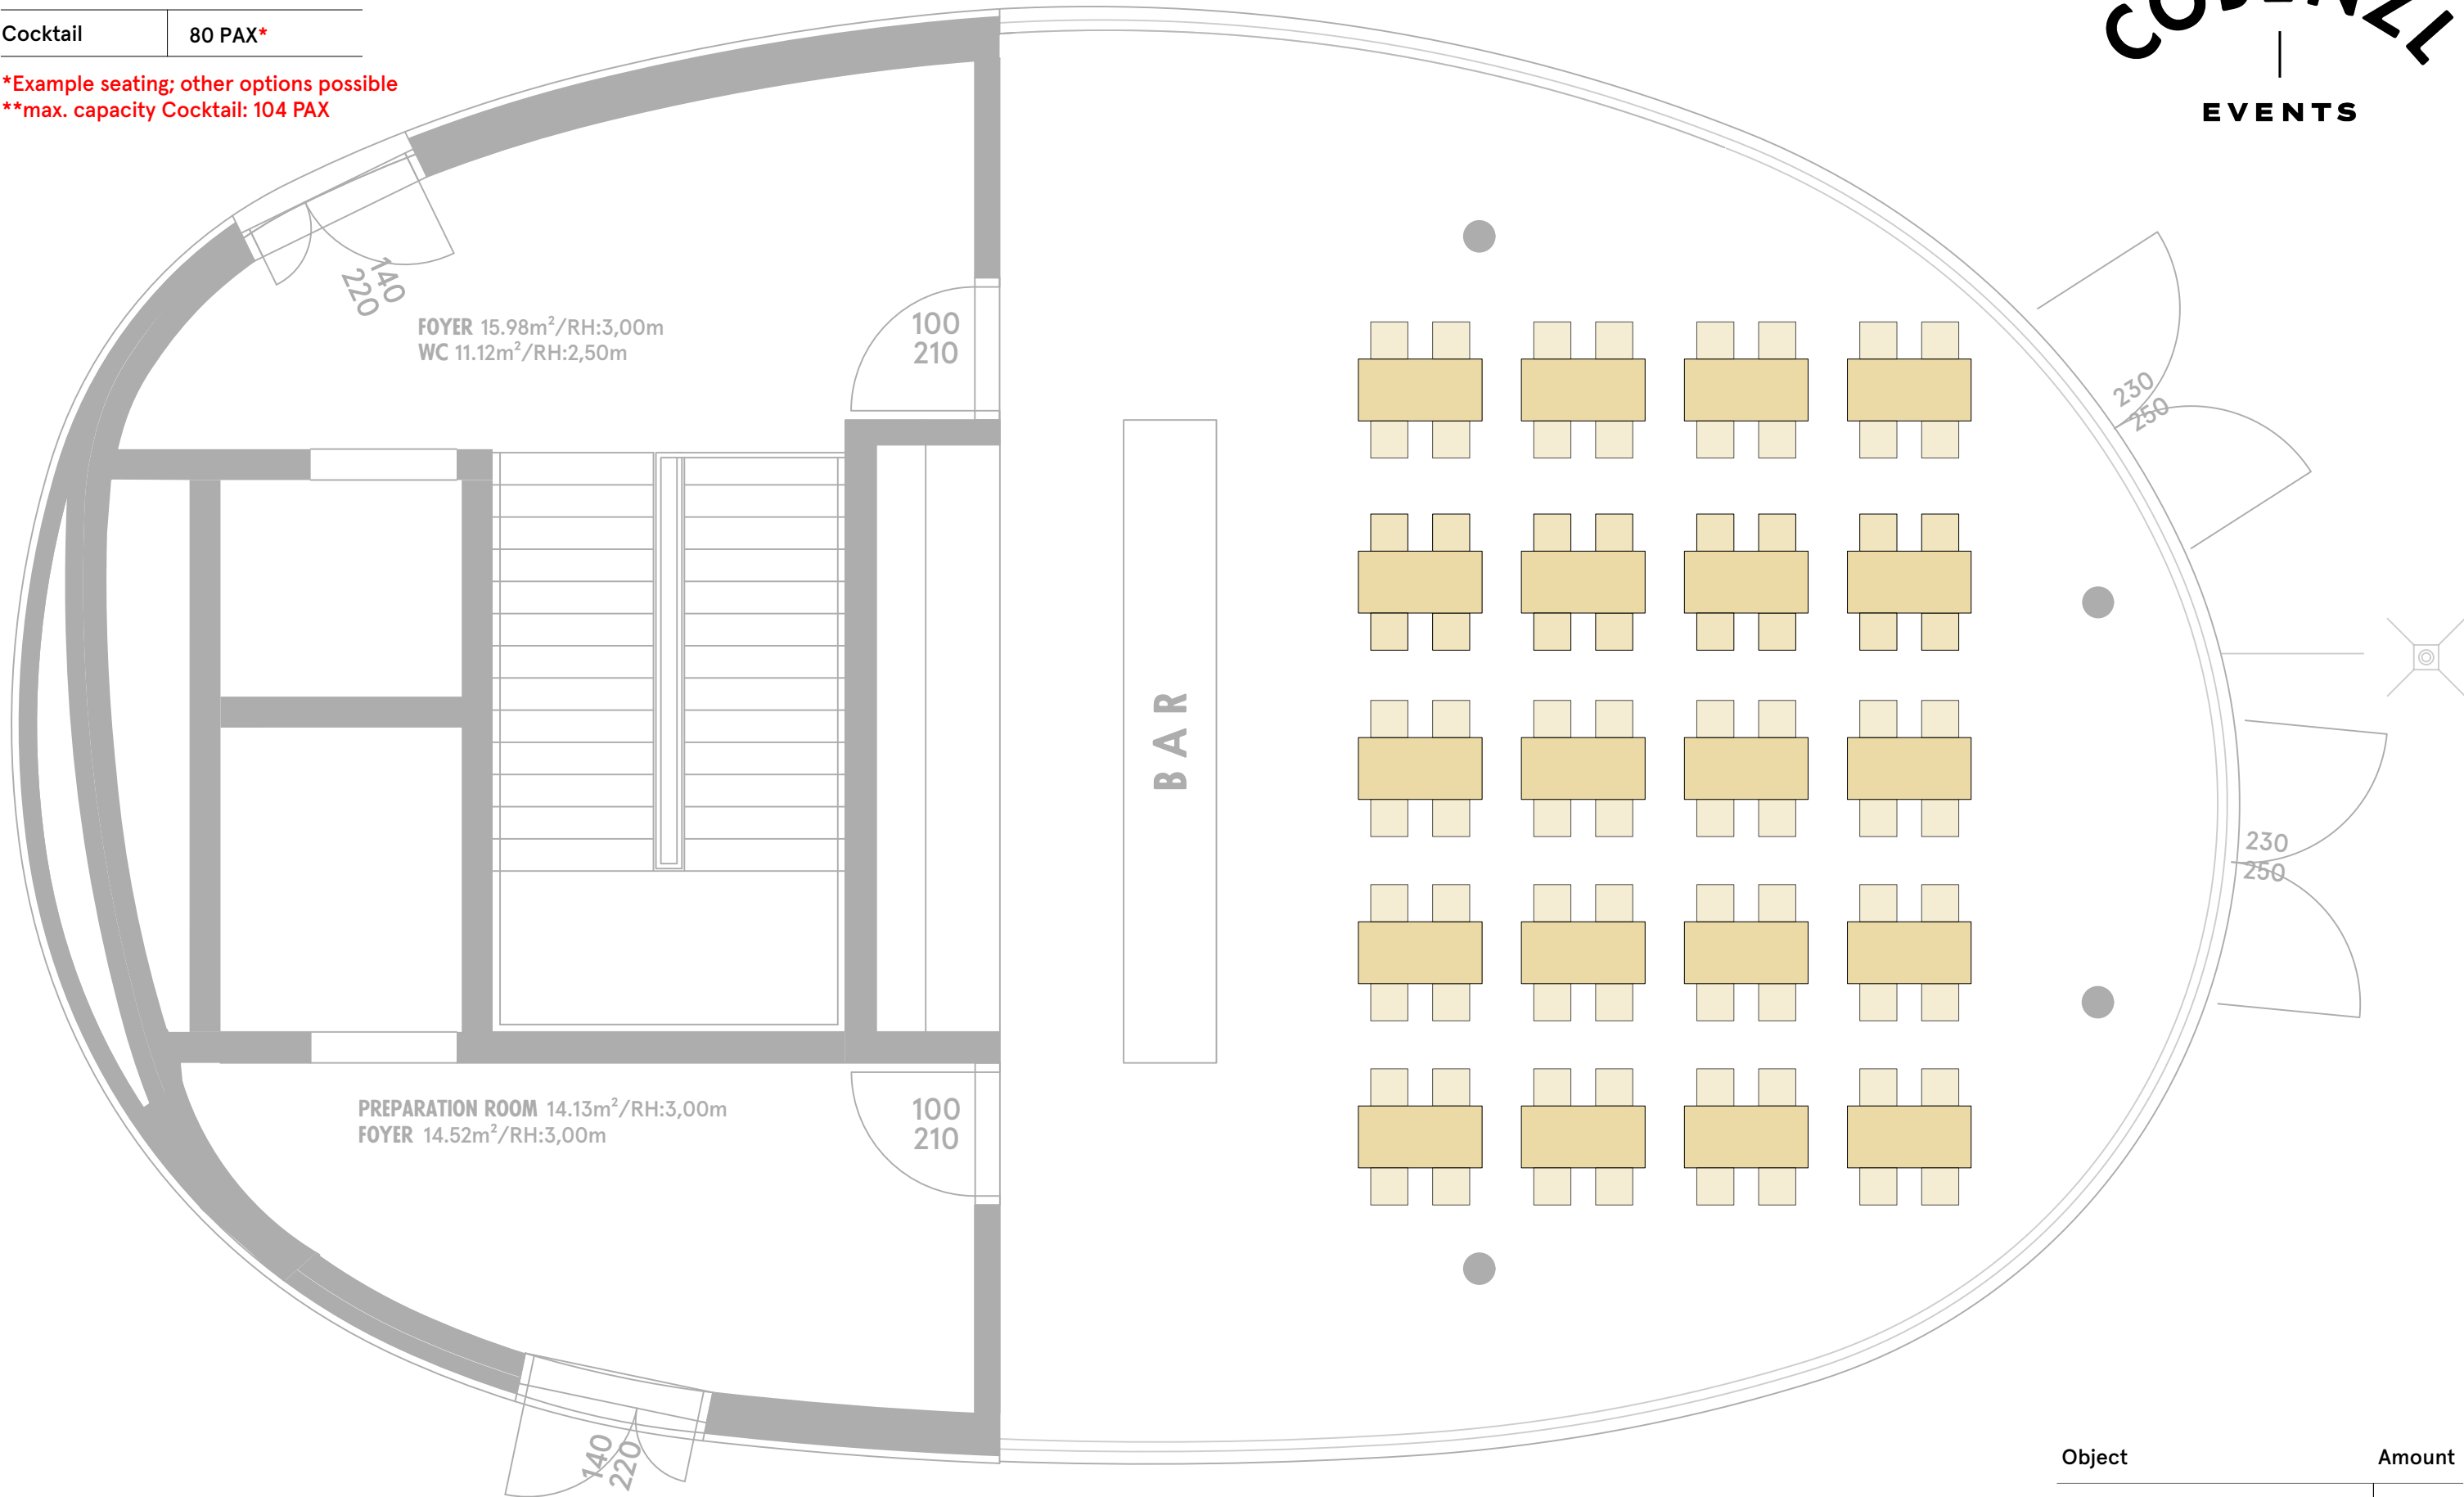 Cocktail 80 PAX*
*Example seating; other options possible
**max. capacity Cocktail: 104 PAX
COBENZL
EVENTS
140
220
FOYER 15.98m²/RH:3,00m
WC 11.12m²/RH:2,50m
100
210
230
250
BAR
230
250
PREPARATION ROOM 14.13m²/RH:3,00m
FOYER 14.52m²/RH:3,00m
100
210
140
220
Object Amount